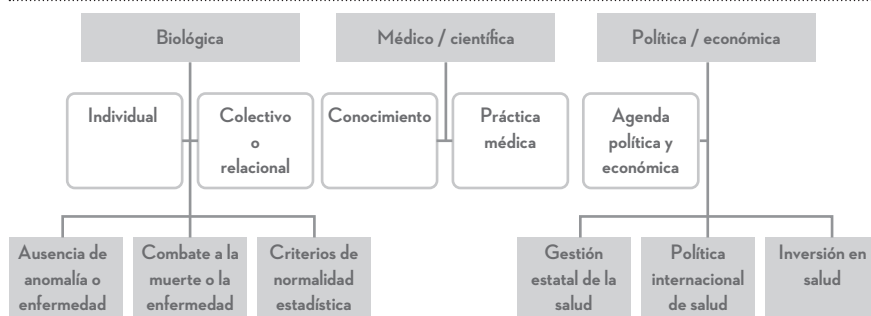 Biológica
Médico / científica
Política / económica
Individual
Colectivo
o
relacional
Conocimiento
Práctica
médica
Agenda
política y
económica
Ausencia de
anomalía o
enfermedad
Combate a la
muerte o la
enfermedad
Criterios de
normalidad
estadística
Gestión
estatal de la
salud
Política
internacional
de salud
Inversión en
salud